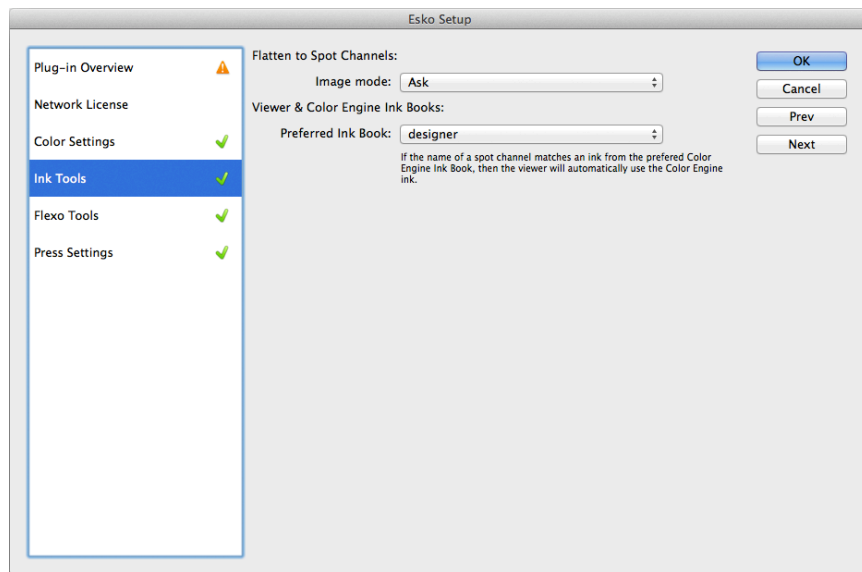 Esko Setup
Plug-in Overview
Network License
Color Settings
Ink Tools
Flexo Tools
Press Settings
Flatten to Spot Channels:
Image mode: Ask
Viewer & Color Engine Ink Books:
Preferred Ink Book: designer
If the name of a spot channel matches an ink from the prefered Color
Engine Ink Book, then the viewer will automatically use the Color Engine
ink.
OK
Cancel
Prev
Next